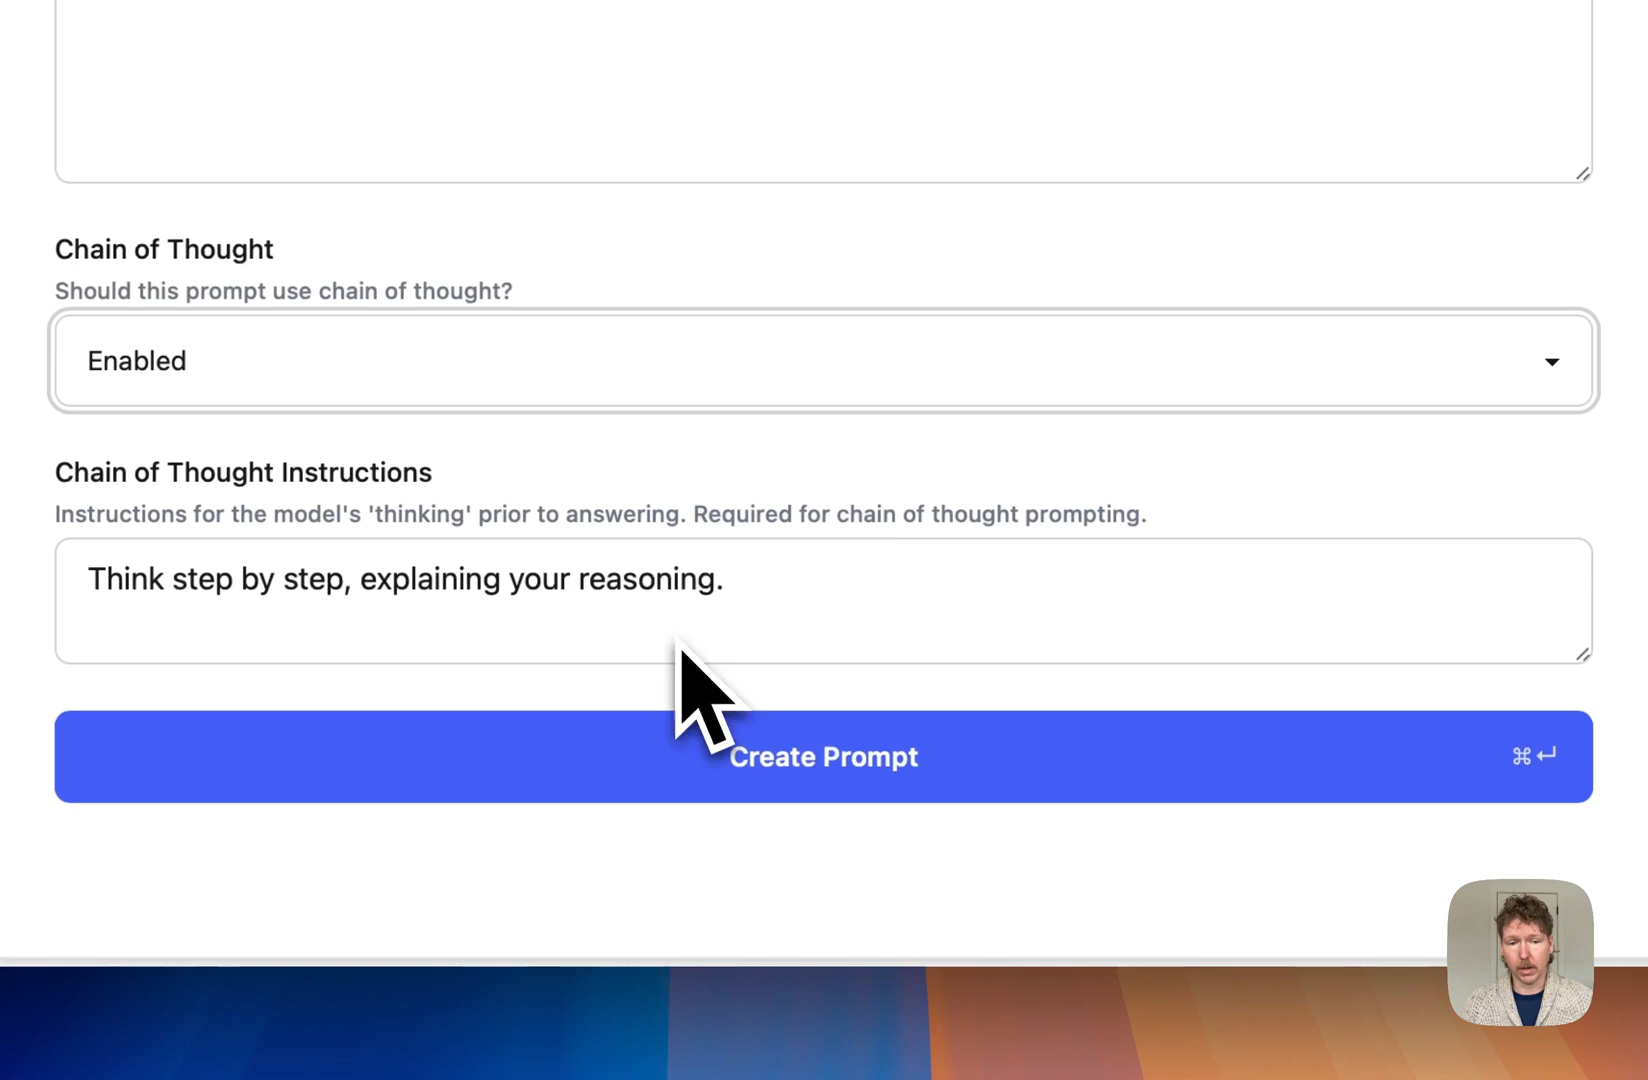 Chain of Thought
Should this prompt use chain of thought?
Enabled
Chain of Thought Instructions
Instructions for the model's 'thinking' prior to answering. Required for chain of thought prompting.
Think step by step, explaining your reasoning.
Create Prompt ⌘↵